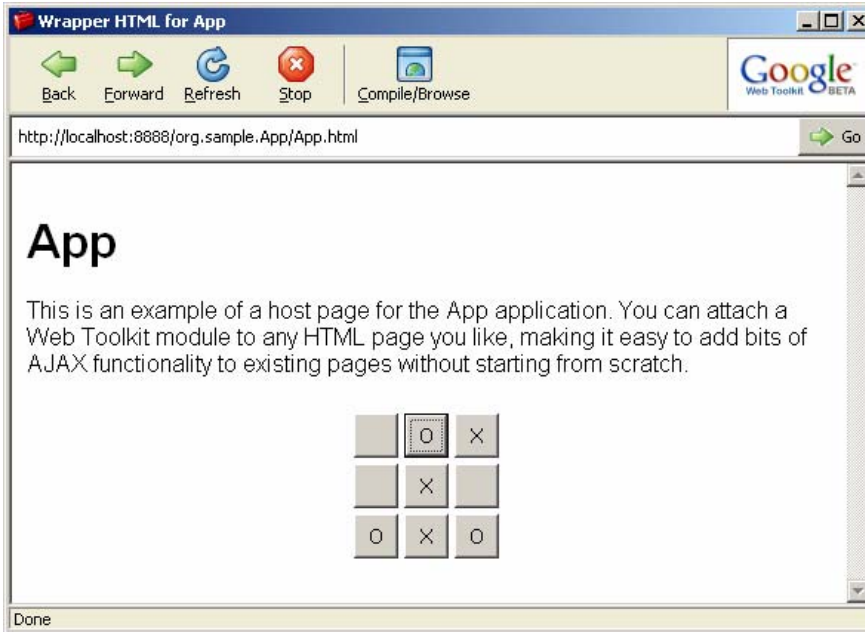 Wrapper HTML for App
Back Forward Refresh Stop Compile/Browse
Google
Web Toolkit BETA
http://localhost:8888/org.sample.App/App.html Go
App
This is an example of a host page for the App application. You can attach a
Web Toolkit module to any HTML page you like, making it easy to add bits of
AJAX functionality to existing pages without starting from scratch.
O X
X
O X O
Done